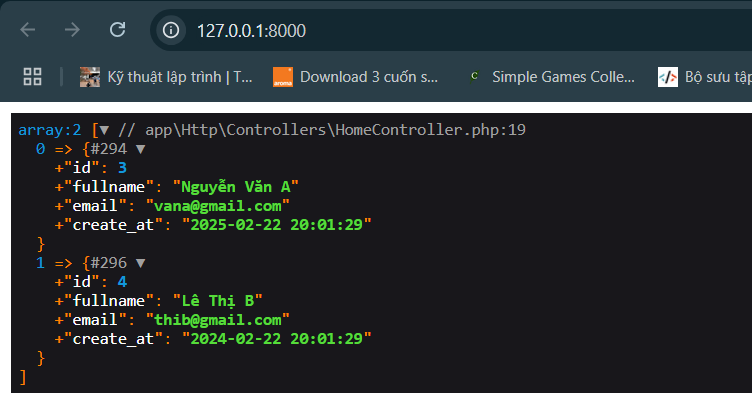 127.0.0.1:8000
Kỹ thuật lập trình | T... aroma Download 3 cuốn s... C Simple Games Colle... </> Bộ sưu tập
array:2 [▼ // app\Http\Controllers\HomeController.php:19
0 => {#294 ▼
+"id": 3
+"fullname": "Nguyễn Văn A"
+"email": "vana@gmail.com"
+"create_at": "2025-02-22 20:01:29"
}
1 => {#296 ▼
+"id": 4
+"fullname": "Lê Thị B"
+"email": "thib@gmail.com"
+"create_at": "2024-02-22 20:01:29"
}
]